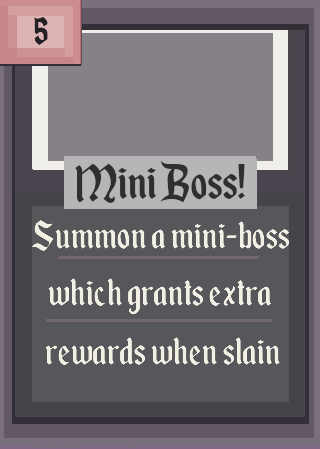 5
Mini Boss!
Summon a mini-boss
which grants extra
rewards when slain